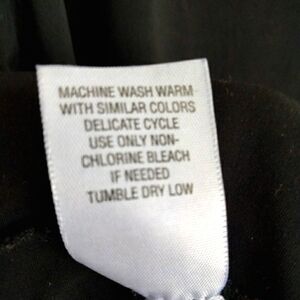 MACHINE WASH WARM
WITH SIMILAR COLORS
DELICATE CYCLE
USE ONLY NON-
CHLORINE BLEACH
IF NEEDED
TUMBLE DRY LOW